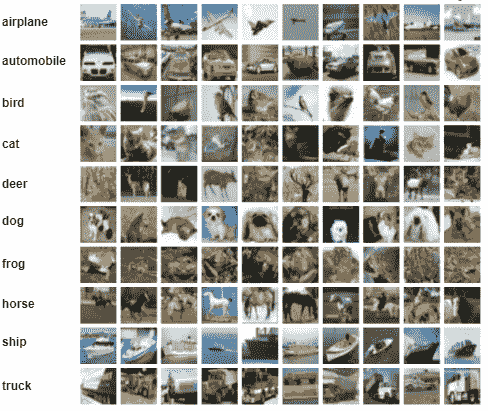 airplane
automobile
bird
cat
deer
dog
frog
horse
ship
truck